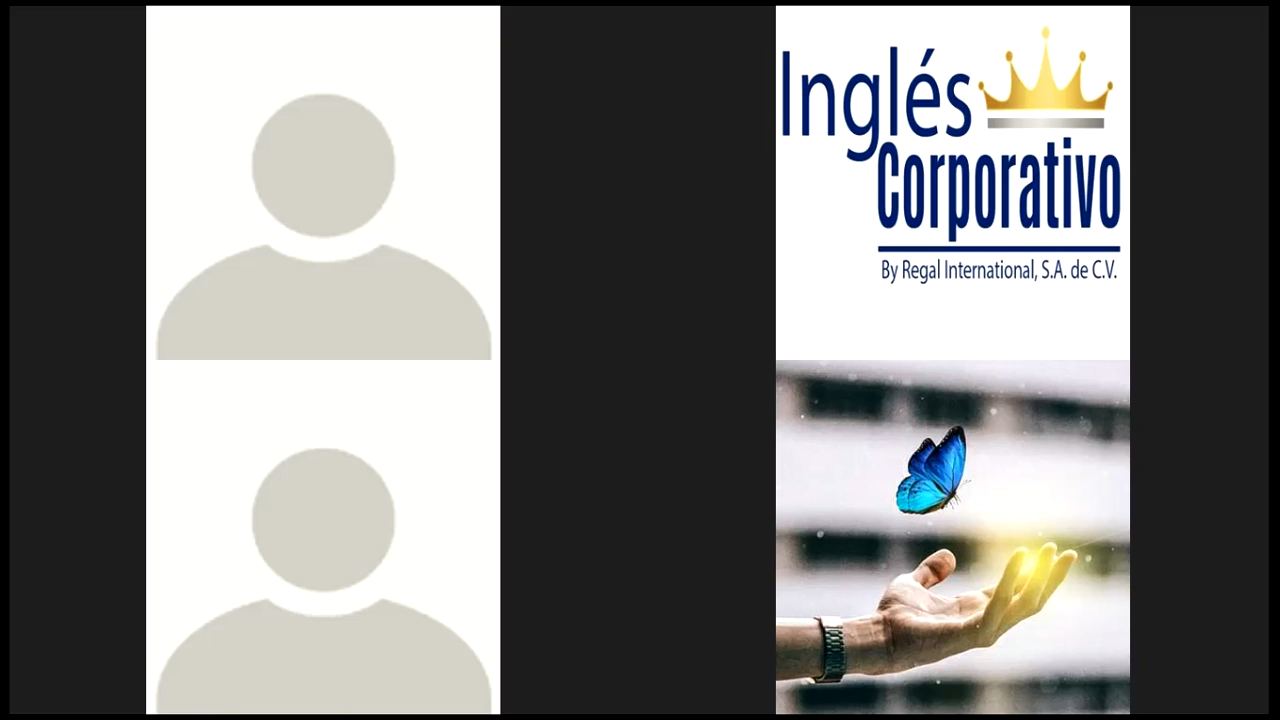 Inglés
Corporativo
By Regal International, S.A. de C.V.